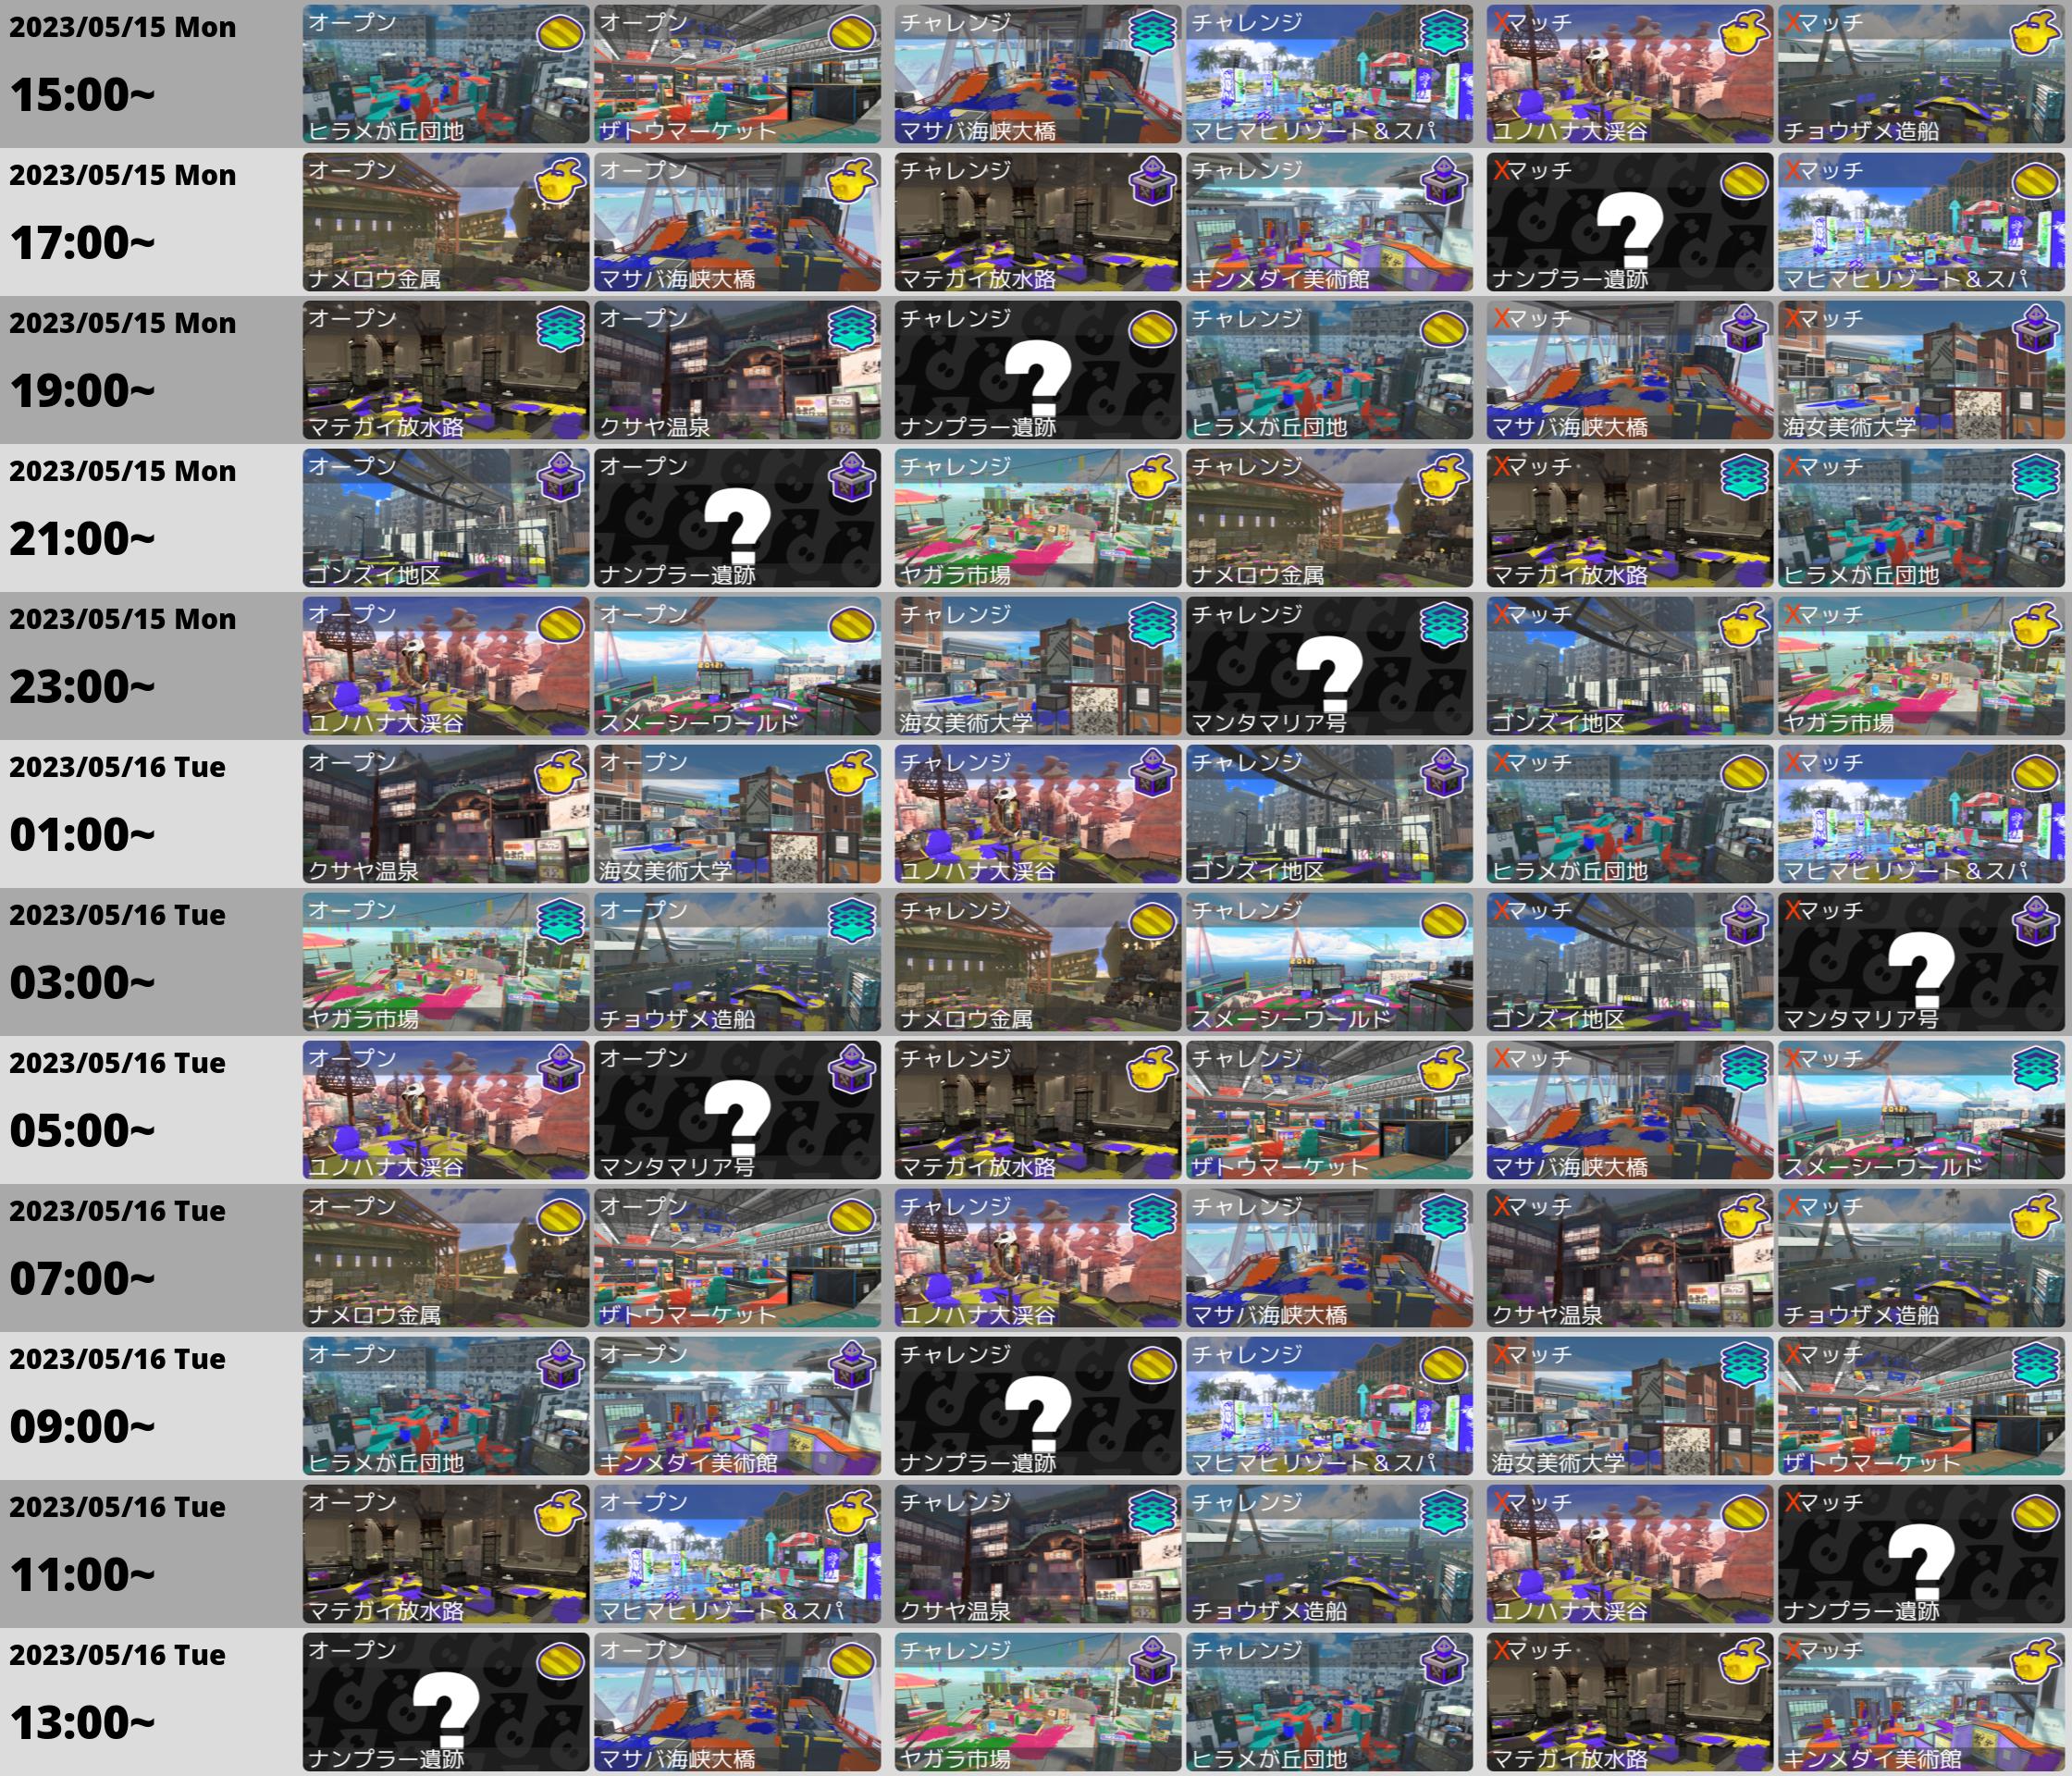 2023/05/15 Mon
15:00~
オープン オープン チャレンジ チャレンジ Xマッチ Xマッチ
ヒラメが丘団地 ザトウマーケット マサバ海峡大橋 マヒマヒリゾート＆スパ ユノハナ大渓谷 チョウザメ造船
2023/05/15 Mon
17:00~
オープン オープン チャレンジ チャレンジ Xマッチ Xマッチ
ナメロウ金属 マサバ海峡大橋 マテガイ放水路 キンメダイ美術館 ナンプラー遺跡 マヒマヒリゾート＆スパ
2023/05/15 Mon
19:00~
オープン オープン チャレンジ チャレンジ Xマッチ Xマッチ
マテガイ放水路 クサヤ温泉 ナンプラー遺跡 ヒラメが丘団地 マサバ海峡大橋 海女美術大学
2023/05/15 Mon
21:00~
オープン オープン チャレンジ チャレンジ Xマッチ Xマッチ
ゴンズイ地区 ナンプラー遺跡 ヤガラ市場 ナメロウ金属 マテガイ放水路 ヒラメが丘団地
2023/05/15 Mon
23:00~
オープン オープン チャレンジ チャレンジ Xマッチ Xマッチ
ユノハナ大渓谷 スメーシーワールド 海女美術大学 マンタマリア号 ゴンズイ地区 ヤガラ市場
2023/05/16 Tue
01:00~
オープン オープン チャレンジ チャレンジ Xマッチ Xマッチ
クサヤ温泉 海女美術大学 ユノハナ大渓谷 ゴンズイ地区 ヒラメが丘団地 マヒマヒリゾート＆スパ
2023/05/16 Tue
03:00~
オープン オープン チャレンジ チャレンジ Xマッチ Xマッチ
ヤガラ市場 チョウザメ造船 ナメロウ金属 スメーシーワールド ゴンズイ地区 マンタマリア号
2023/05/16 Tue
05:00~
オープン オープン チャレンジ チャレンジ Xマッチ Xマッチ
ユノハナ大渓谷 マンタマリア号 マテガイ放水路 ザトウマーケット マサバ海峡大橋 スメーシーワールド
2023/05/16 Tue
07:00~
オープン オープン チャレンジ チャレンジ Xマッチ Xマッチ
ナメロウ金属 ザトウマーケット ユノハナ大渓谷 マサバ海峡大橋 クサヤ温泉 チョウザメ造船
2023/05/16 Tue
09:00~
オープン オープン チャレンジ チャレンジ Xマッチ Xマッチ
ヒラメが丘団地 キンメダイ美術館 ナンプラー遺跡 マヒマヒリゾート＆スパ 海女美術大学 ザトウマーケット
2023/05/16 Tue
11:00~
オープン オープン チャレンジ チャレンジ Xマッチ Xマッチ
マテガイ放水路 マヒマヒリゾート＆スパ クサヤ温泉 チョウザメ造船 ユノハナ大渓谷 ナンプラー遺跡
2023/05/16 Tue
13:00~
オープン オープン チャレンジ チャレンジ Xマッチ Xマッチ
ナンプラー遺跡 マサバ海峡大橋 ヤガラ市場 ヒラメが丘団地 マテガイ放水路 キンメダイ美術館